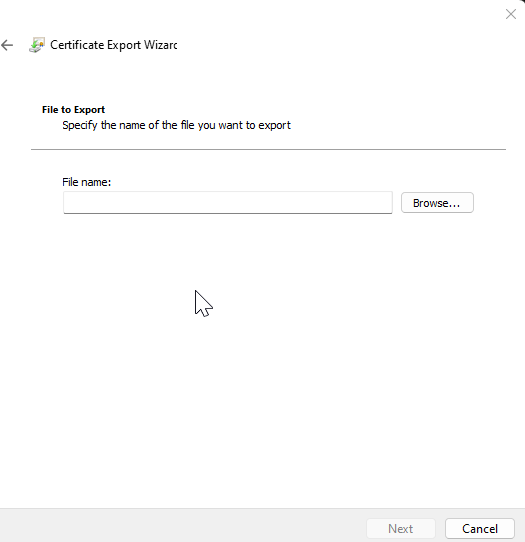 Certificate Export Wizard
File to Export
Specify the name of the file you want to export
File name:
Browse...
Next
Cancel